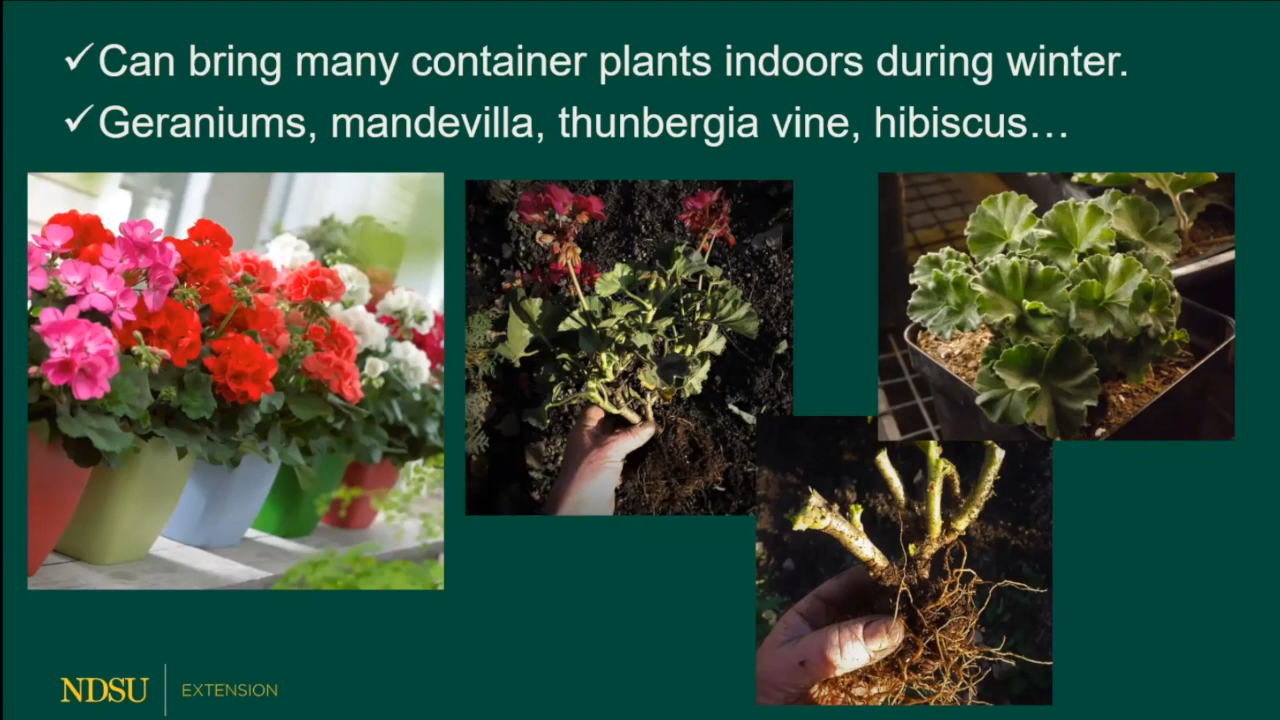 ✓Can bring many container plants indoors during winter.
✓Geraniums, mandevilla, thunbergia vine, hibiscus…
NDSU EXTENSION